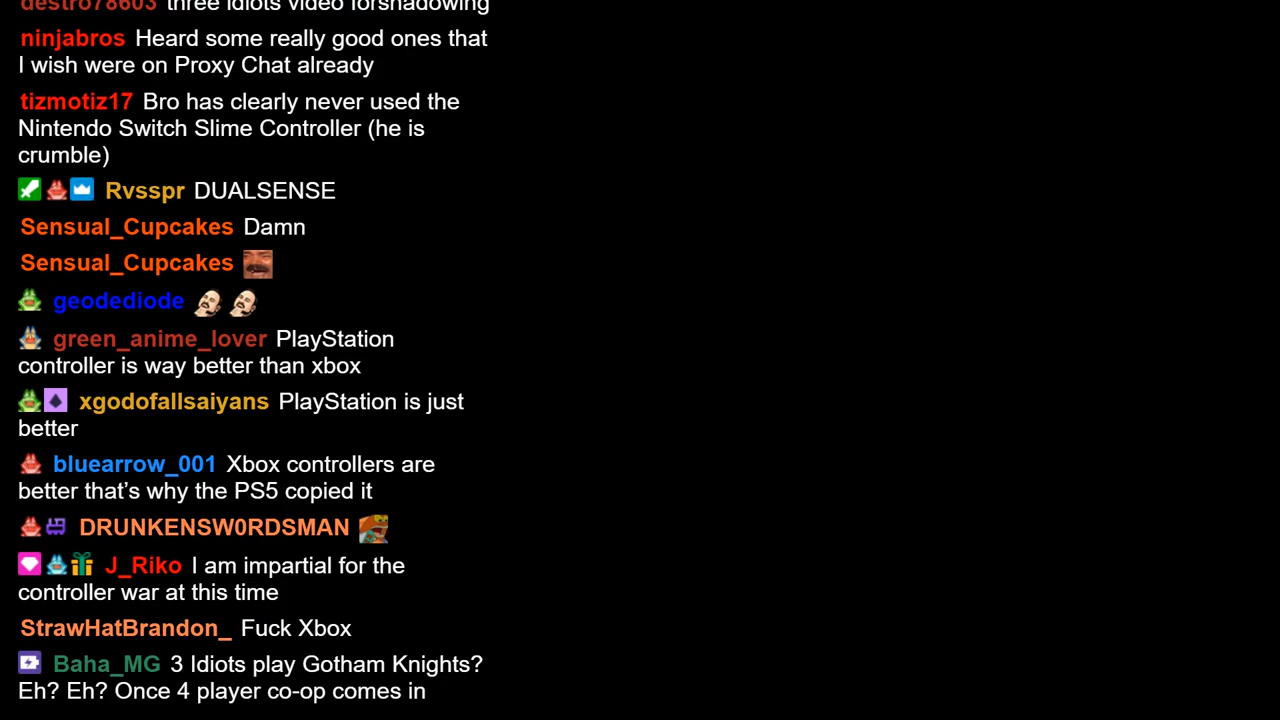 destro78603 three idiots video forshadowing
ninjabros Heard some really good ones that
I wish were on Proxy Chat already
tizmotiz17 Bro has clearly never used the
Nintendo Switch Slime Controller (he is
crumble)
Rvsspr DUALSENSE
Sensual_Cupcakes Damn
Sensual_Cupcakes
geodediode
green_anime_lover PlayStation
controller is way better than xbox
xgodofallsaiyans PlayStation is just
better
bluearrow_001 Xbox controllers are
better that’s why the PS5 copied it
DRUNKENSW0RDSMAN
J_Riko I am impartial for the
controller war at this time
StrawHatBrandon_ Fuck Xbox
Baha_MG 3 Idiots play Gotham Knights?
Eh? Eh? Once 4 player co-op comes in